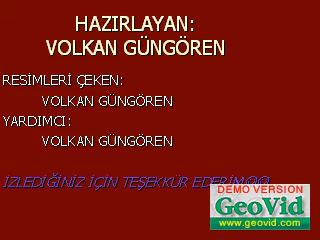 HAZIRLAYAN:
VOLKAN GÜNGÖREN
RESİMLERİ ÇEKEN:
VOLKAN GÜNGÖREN
YARDIMCI:
VOLKAN GÜNGÖREN
İZLEDİĞİNİZ İÇİN TEŞEKKÜR EDERİM☺☺
DEMO VERSION
GeoVid
www.geovid.com